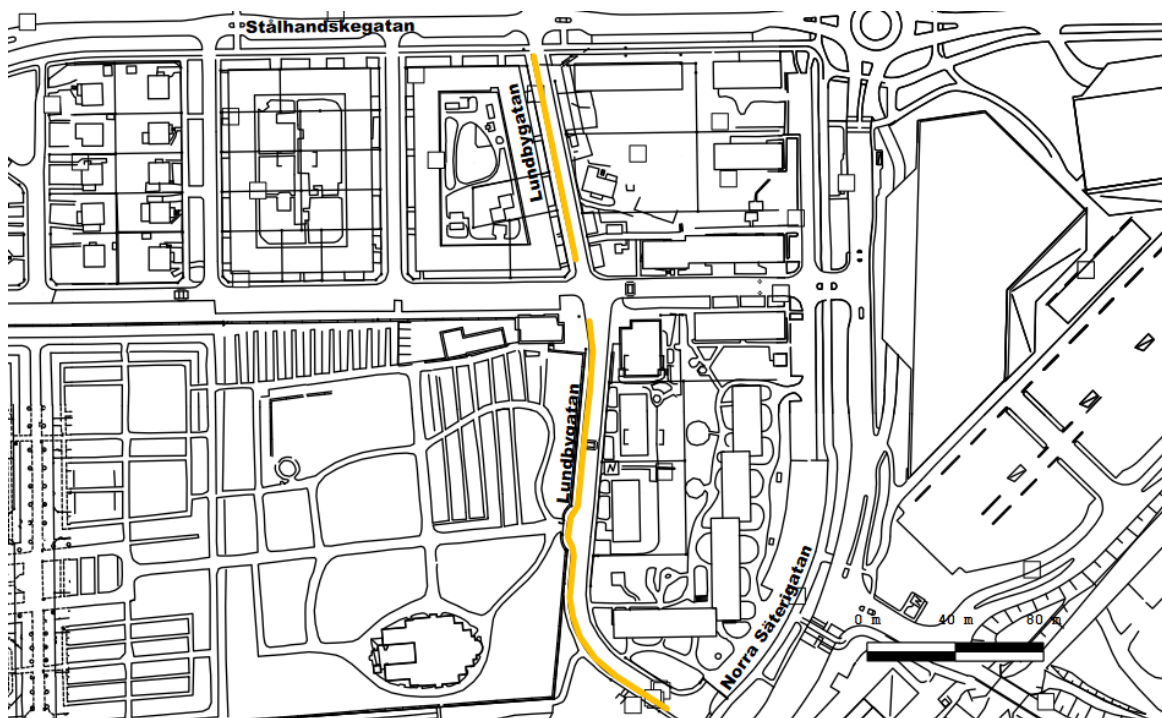 Stålhandskegatan
Lundbygatan
Lundbygatan
Norra Säterigatan
0 m 40 m 80 m